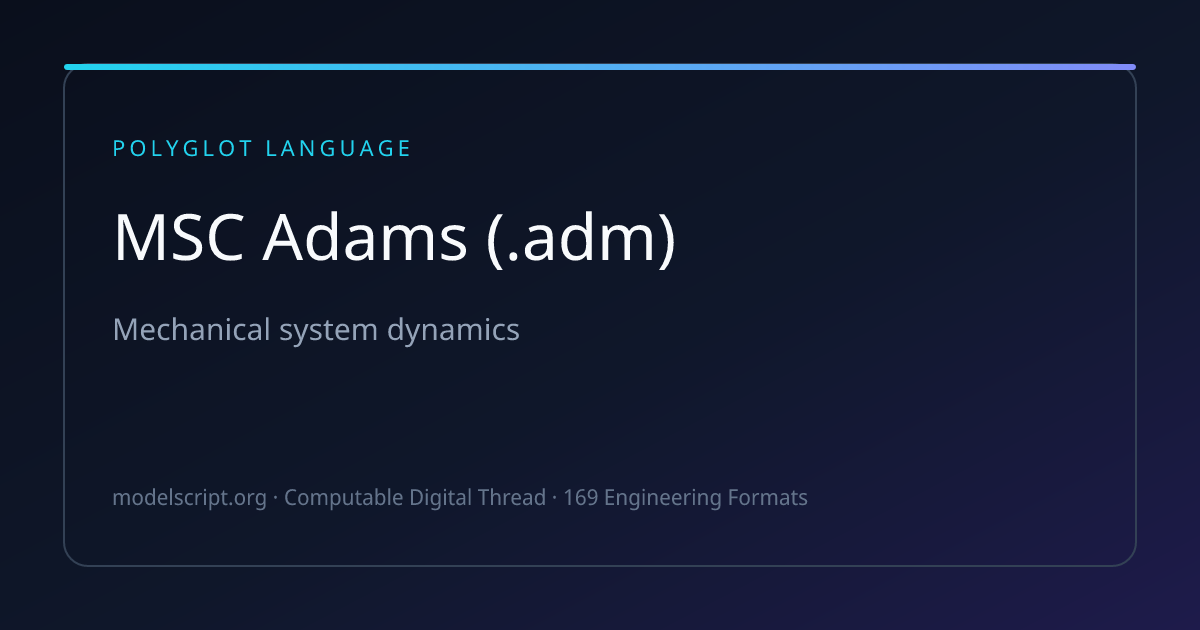 POLYGLOT LANGUAGE
MSC Adams (.adm)
Mechanical system dynamics
modelscript.org · Computable Digital Thread · 169 Engineering Formats